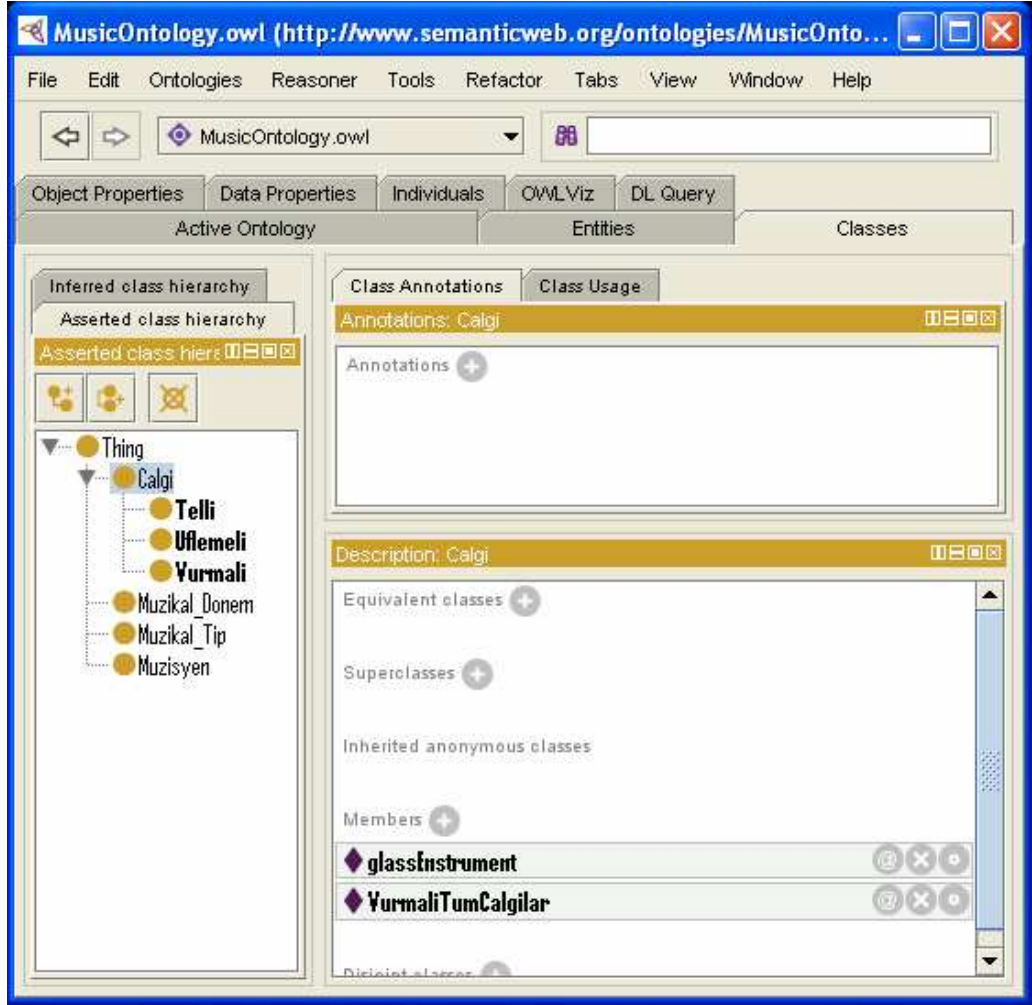 MusicOntology.owl (http://www.semanticweb.org/ontologies/MusicOnto...
File Edit Ontologies Reasoner Tools Refactor Tabs View Window Help
MusicOntology.owl
Object Properties Data Properties Individuals OWLViz DL Query
Active Ontology Entities Classes
Inferred class hierarchy
Asserted class hierarchy
Asserted class hiera
Thing
Calgi
Telli
Uflemeli
Vurmali
Muzikal_Donem
Muzikal_Tip
Muzisyen
Class Annotations Class Usage
Annotations: Calgi
Annotations
Description: Calgi
Equivalent classes
Superclasses
Inherited anonymous classes
Members
glassEnstrument
VurmaliTumCalgilar
Disjoint classes